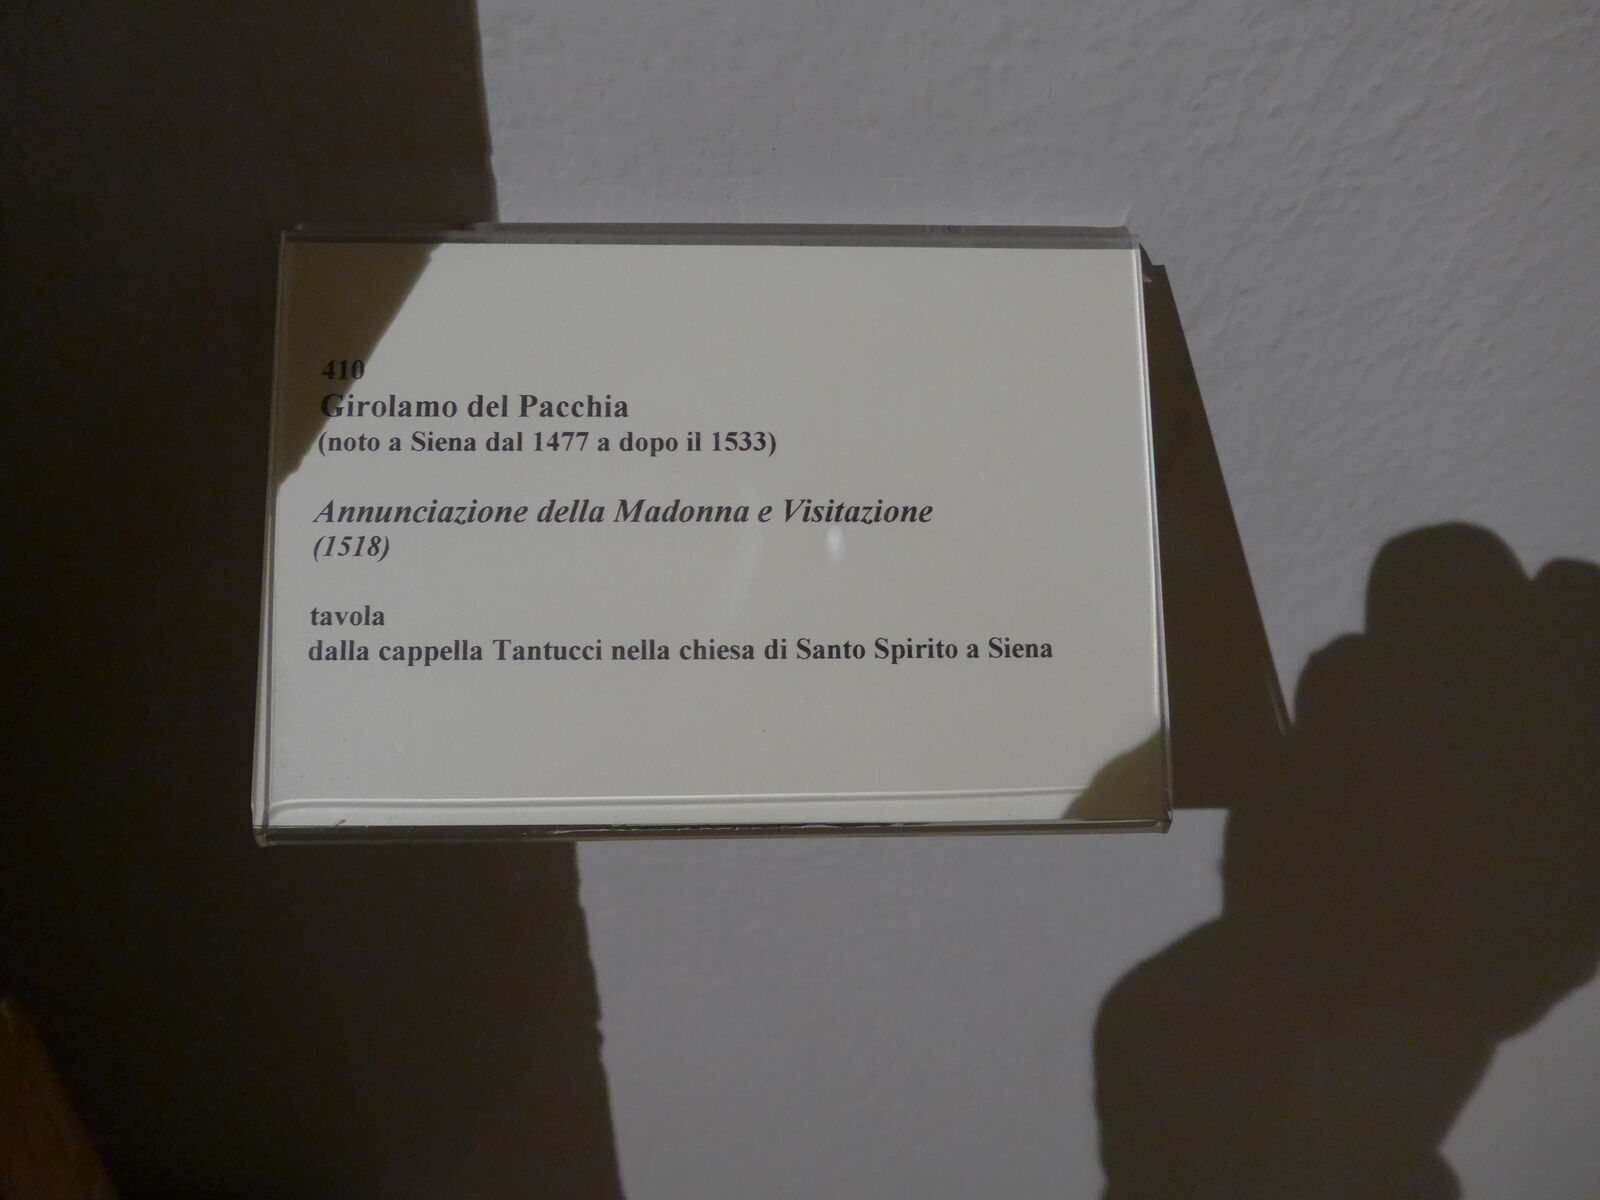 410
Girolamo del Pacchia
(noto a Siena dal 1477 a dopo il 1533)
Annunciazione della Madonna e Visitazione
(1518)
tavola
dalla cappella Tantucci nella chiesa di Santo Spirito a Siena